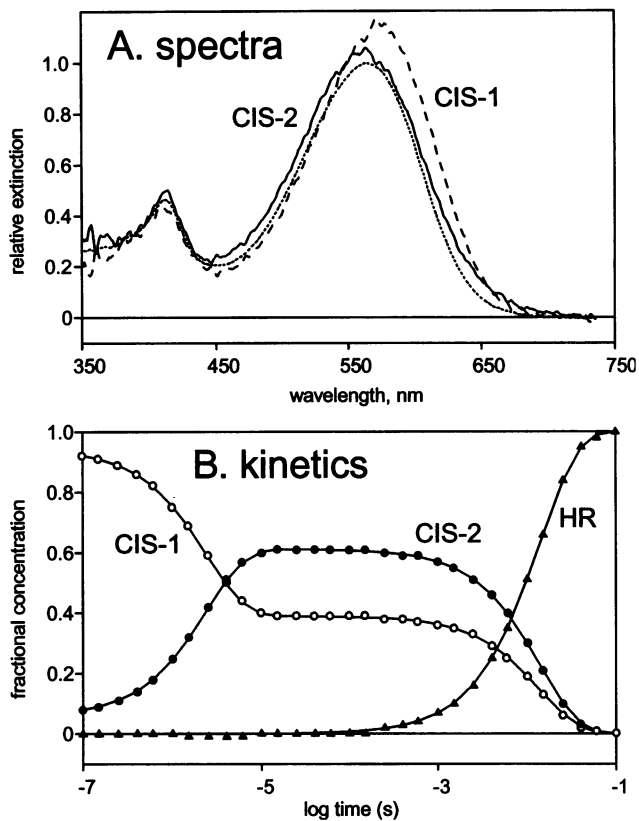 A. spectra
1.0
0.8
0.6
0.4
0.2
0
relative extinction
CIS-2
CIS-1
350
450
550
650
750
wavelength, nm
B. kinetics
1.0
0.8
0.6
0.4
0.2
0
fractional concentration
CIS-1
CIS-2
HR
-7
-5
-3
-1
log time (s)